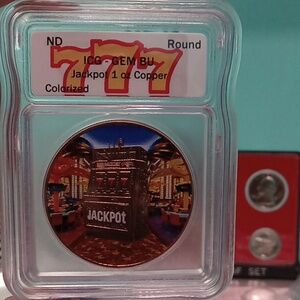 ND
Round
777
ICG GEM BU
Jackpot 1 oz Copper
Colorized
JACKPOT
F SET